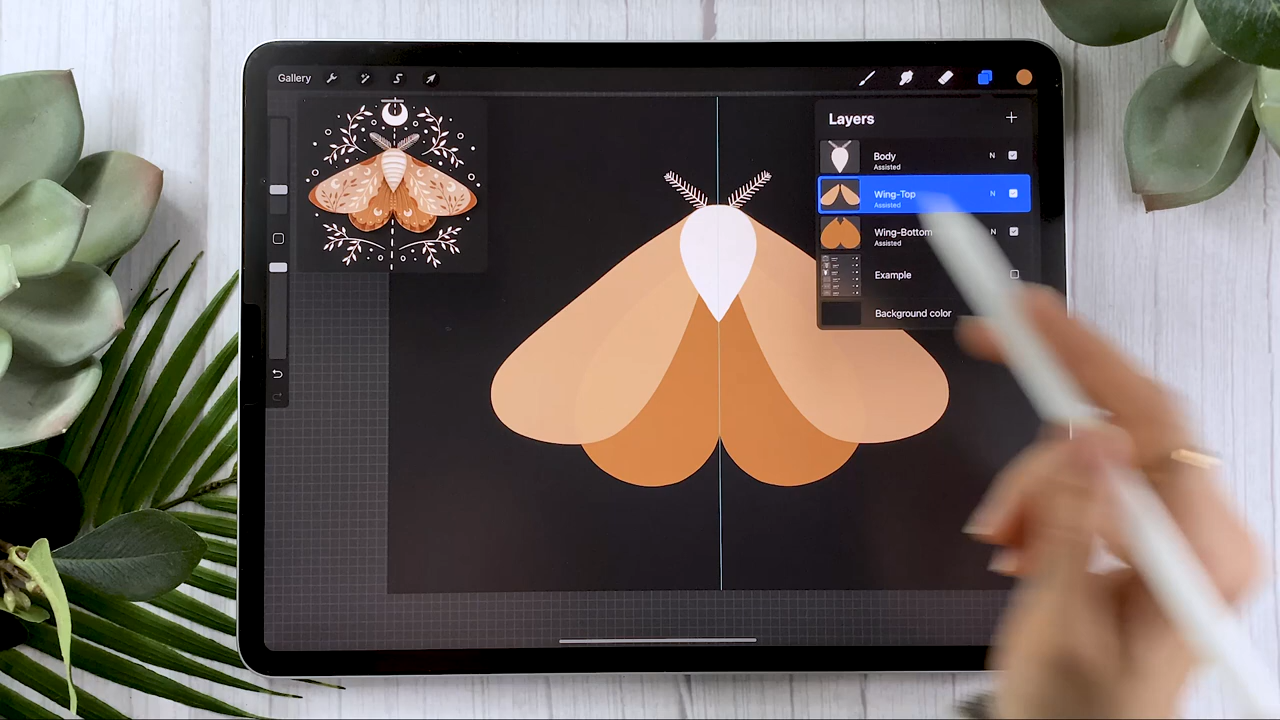 Gallery
Layers
Body
N
Assisted
Wing-Top
N
Assisted
Wing-Bottom
N
Assisted
Example
Background color